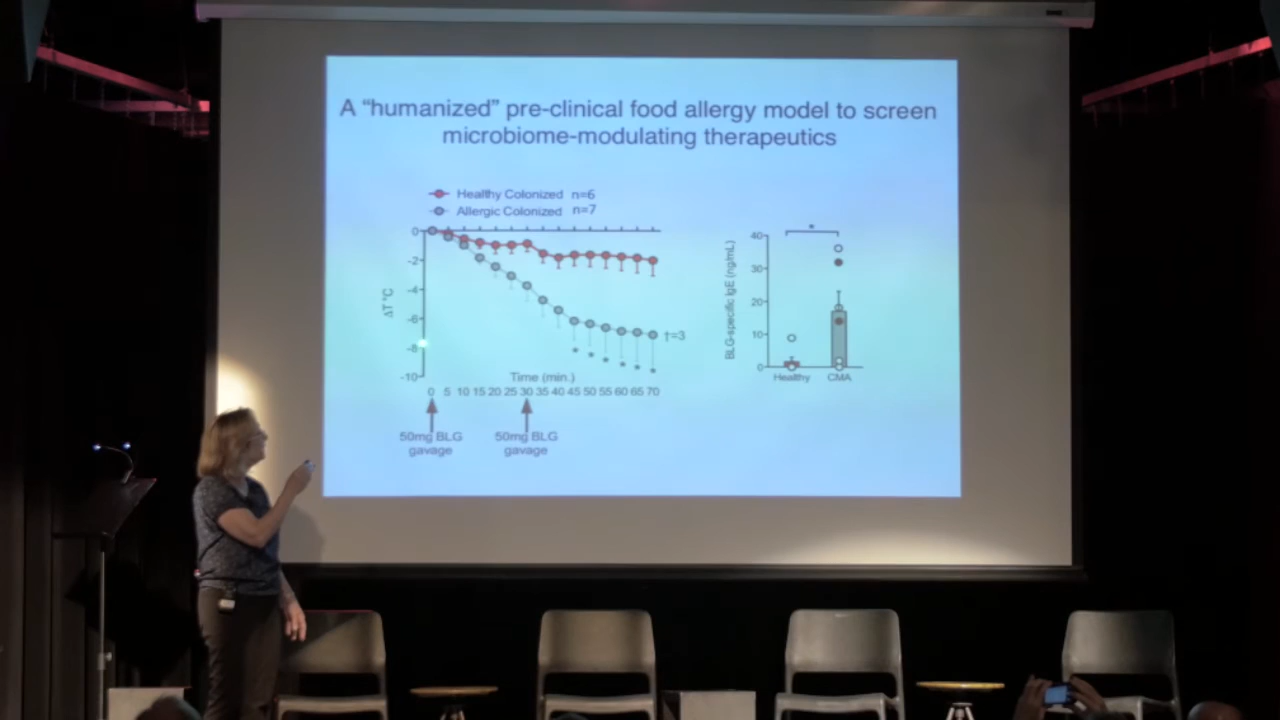 A “humanized” pre-clinical food allergy model to screen
microbiome-modulating therapeutics
Healthy Colonized n=6
Allergic Colonized n=7
0
-2
-4
-6
-8
-10
ΔT °C
†=3
* * * * * *
Time (min.)
0 5 10 15 20 25 30 35 40 45 50 55 60 65 70
50mg BLG
gavage
50mg BLG
gavage
BLG-specific IgE (ng/mL)
40
30
20
10
0
*
Healthy CMA